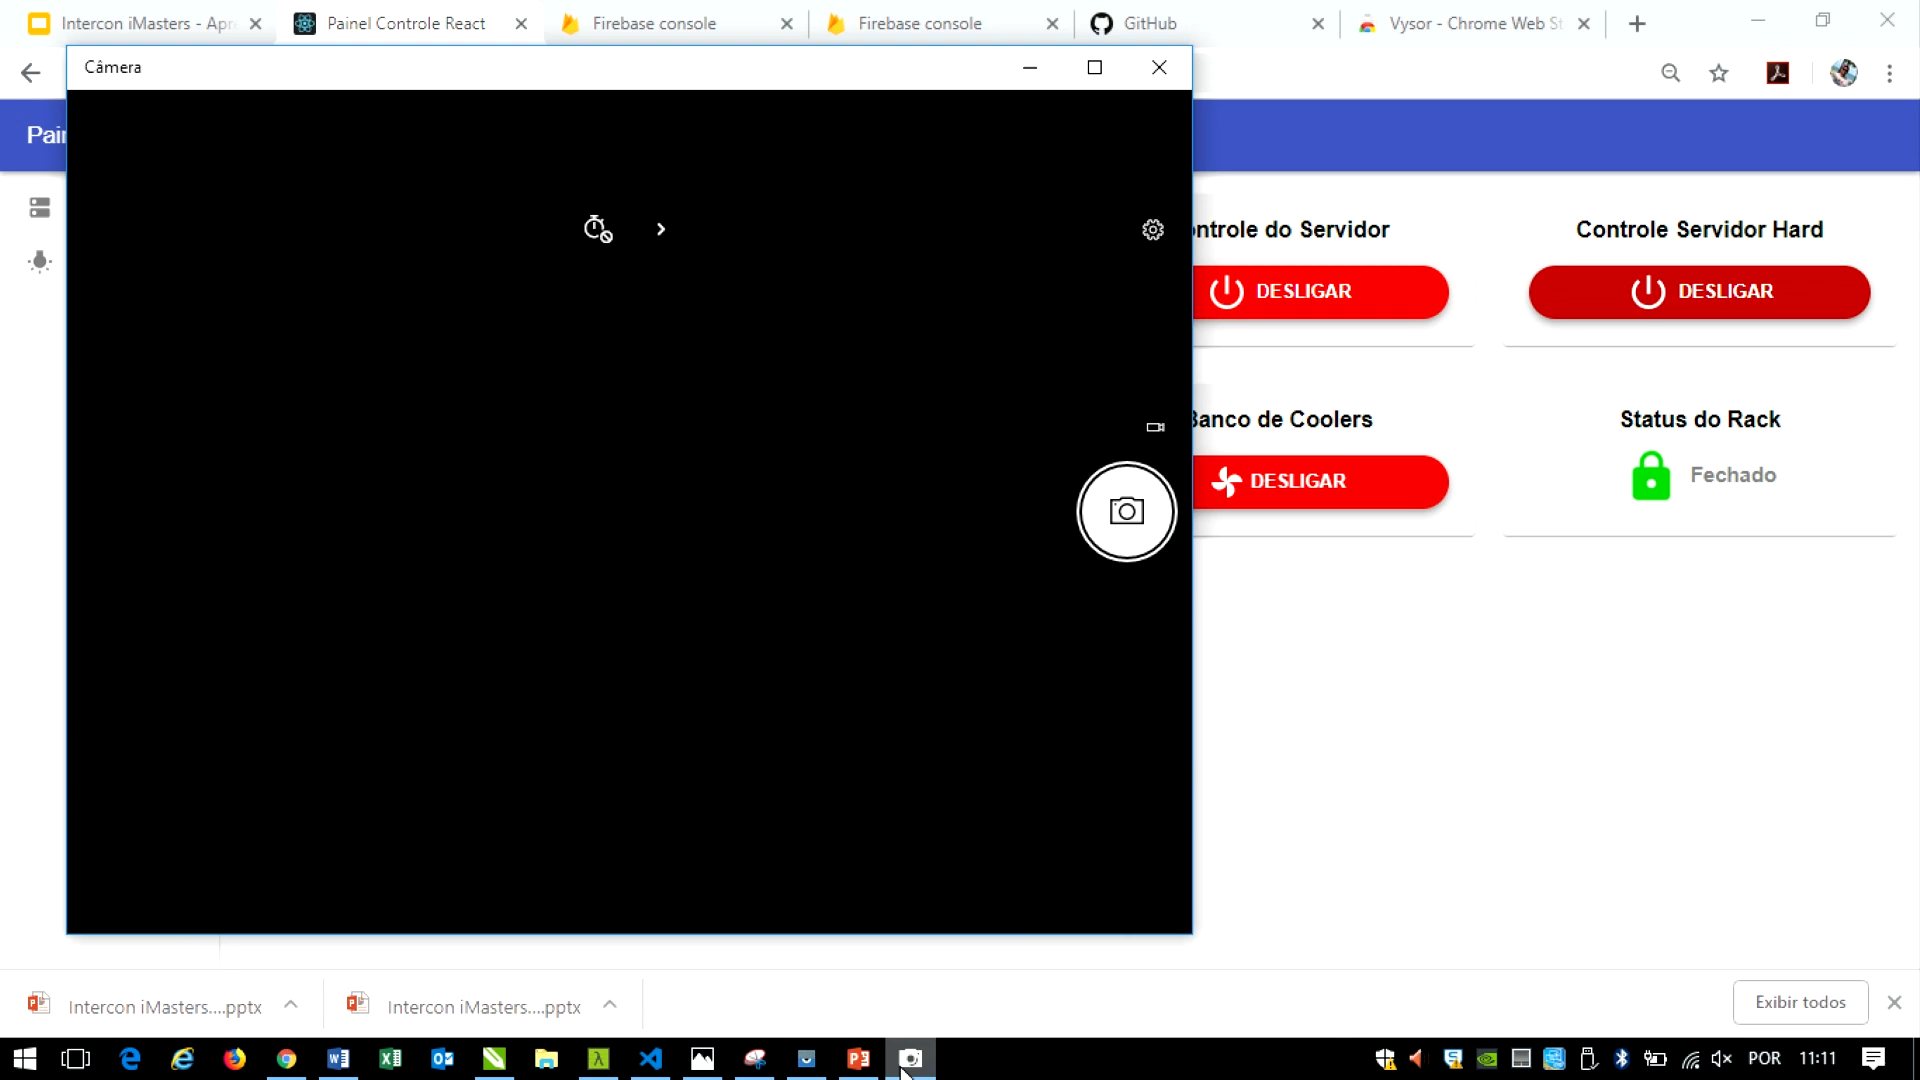 Intercon iMasters - Apr
Painel Controle React
Firebase console
Firebase console
GitHub
Vysor - Chrome Web St
Câmera
Pai
ntrole do Servidor
Controle Servidor Hard
DESLIGAR
DESLIGAR
Banco de Coolers
Status do Rack
DESLIGAR
Fechado
Intercon iMasters....pptx
Intercon iMasters....pptx
Exibir todos
POR
11:11